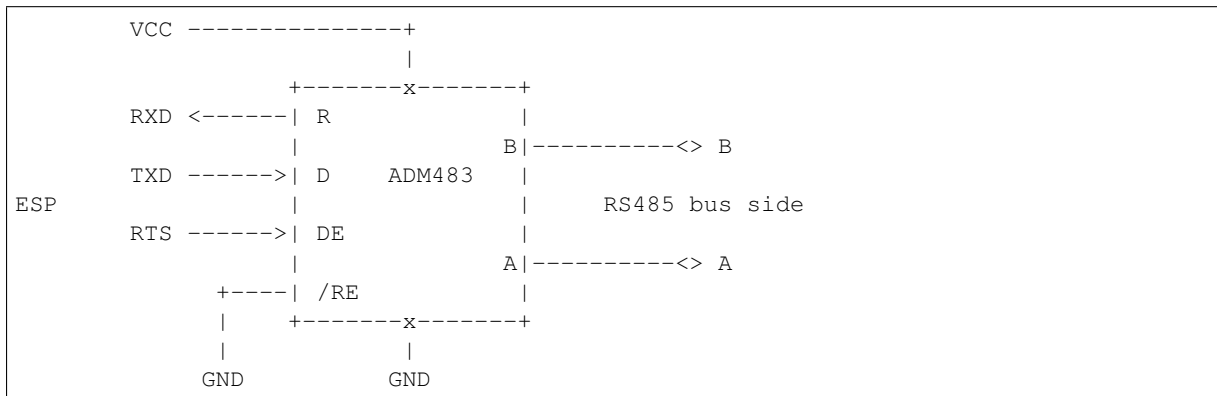 VCC ---------------+
|
+-------x-------+
RXD <------| R |
| B|----------<> B
TXD ------>| D ADM483 |
ESP | | RS485 bus side
RTS ------>| DE |
| A|----------<> A
+----| /RE |
| +-------x-------+
| |
GND GND